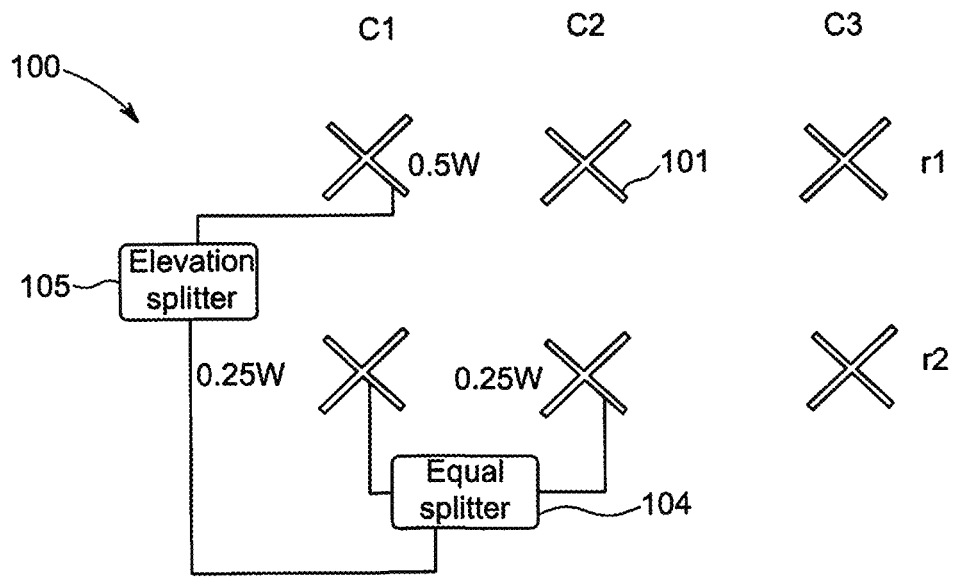 C1
C2
C3
100
0.5W
101
r1
Elevation
splitter
105
0.25W
0.25W
r2
Equal
splitter
104